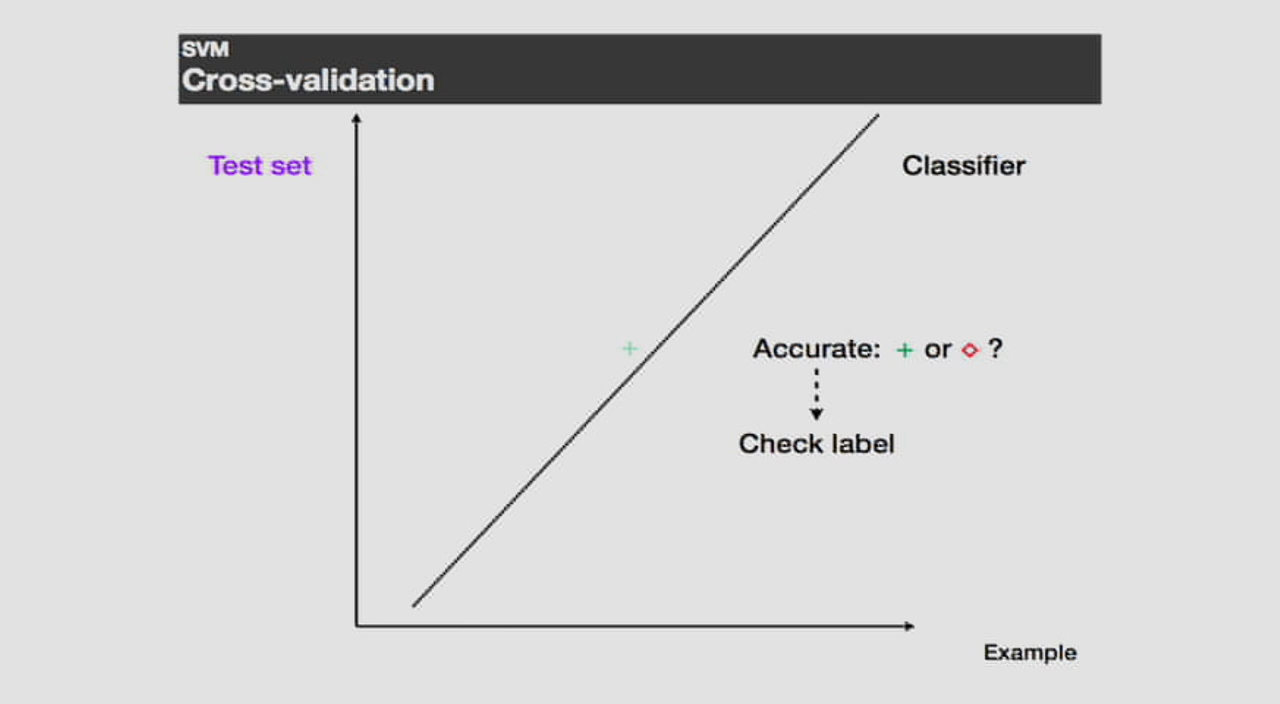 SVM
Cross-validation
Test set
Classifier
Accurate: + or ◇ ?
Check label
Example